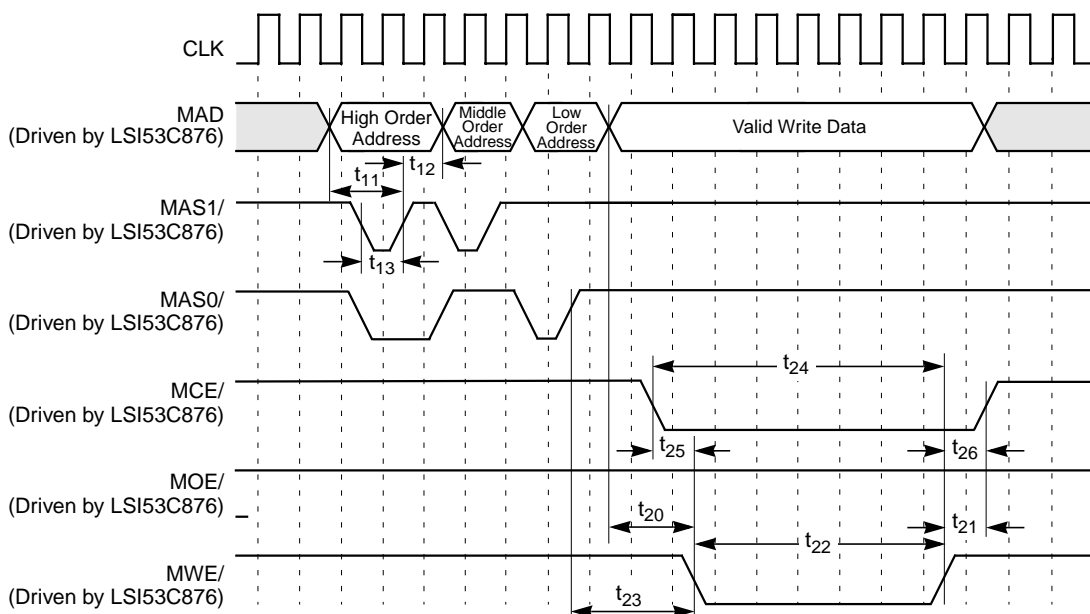 CLK
MAD
(Driven by LSI53C876)
High Order
Address
Middle
Order
Address
Low
Order
Address
Valid Write Data
t11
t12
MAS1/
(Driven by LSI53C876)
t13
MAS0/
(Driven by LSI53C876)
t24
MCE/
(Driven by LSI53C876)
t25
t26
MOE/
(Driven by LSI53C876)
t20
t21
t22
MWE/
(Driven by LSI53C876)
t23